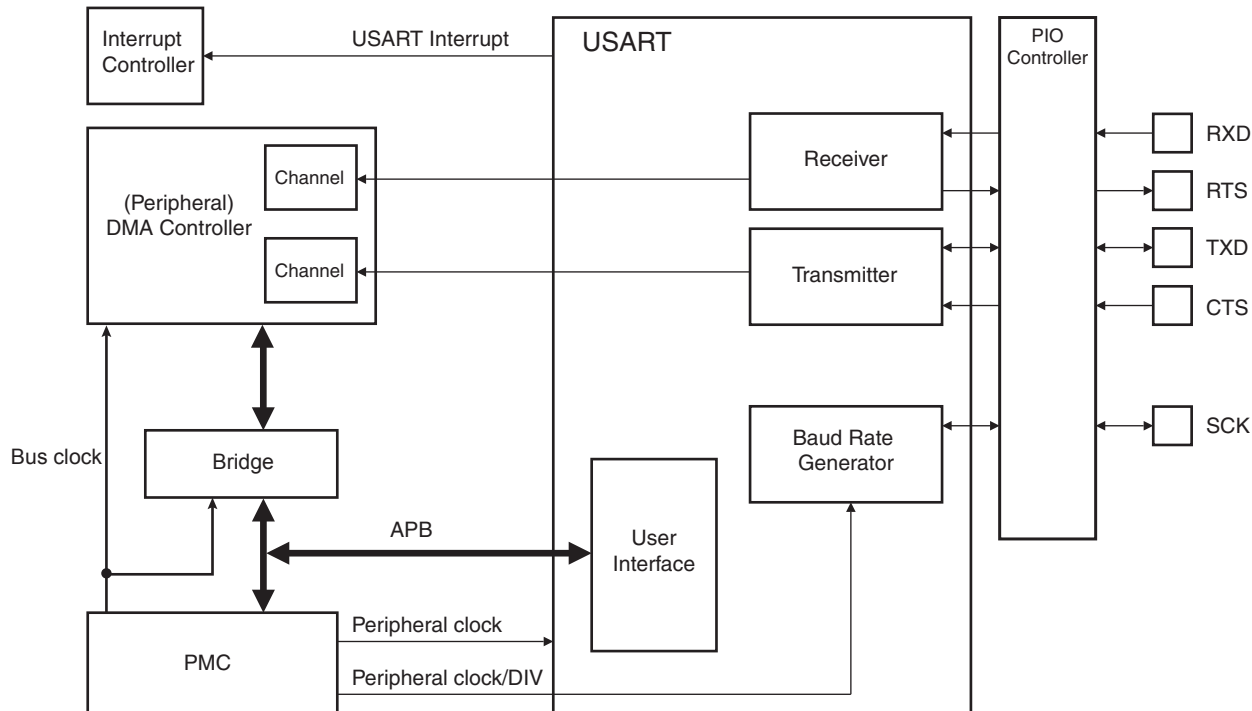 Interrupt
Controller
USART Interrupt
USART
PIO
Controller
(Peripheral)
DMA Controller
Channel
Channel
Receiver
Transmitter
RXD
RTS
TXD
CTS
SCK
Baud Rate
Generator
Bus clock
Bridge
APB
User
Interface
PMC
Peripheral clock
Peripheral clock/DIV